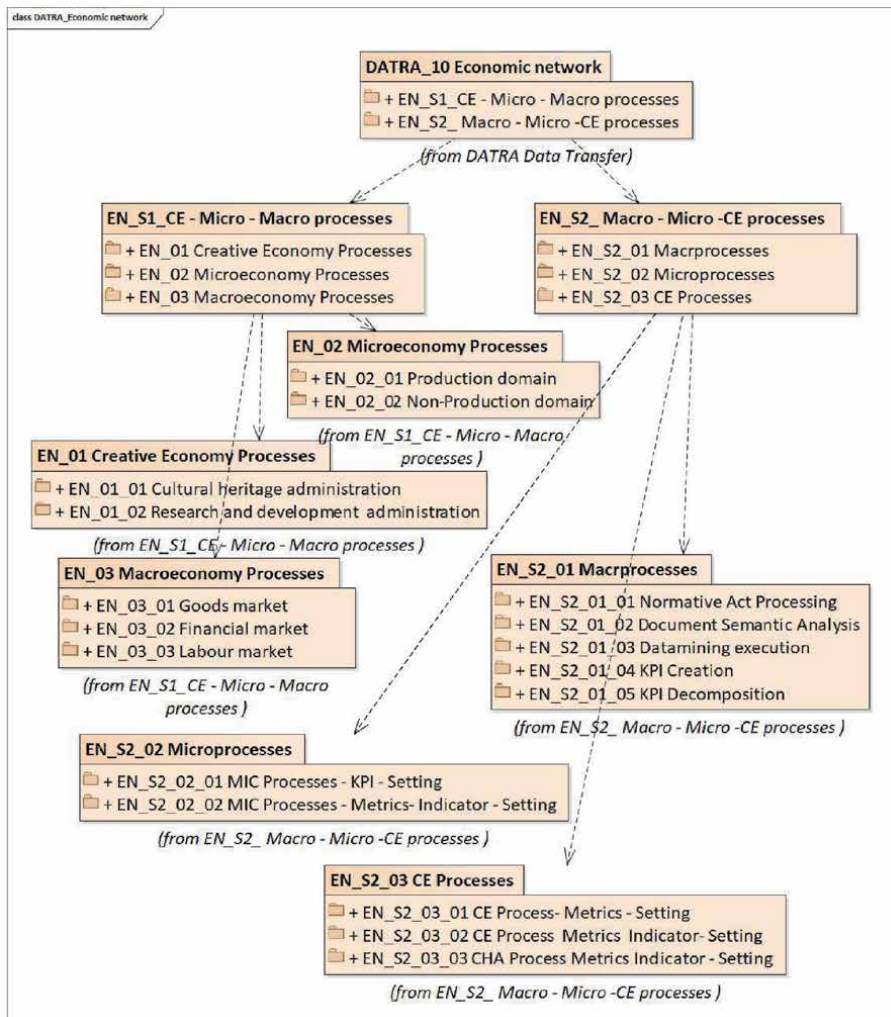 class DATRA_Economic network
DATRA_10 Economic network
+ EN_S1_CE - Micro - Macro processes
+ EN_S2_ Macro - Micro -CE processes
(from DATRA Data Transfer)
EN_S1_CE - Micro - Macro processes
+ EN_01 Creative Economy Processes
+ EN_02 Microeconomy Processes
+ EN_03 Macroeconomy Processes
EN_S2_ Macro - Micro -CE processes
+ EN_S2_01 Macrprocesses
+ EN_S2_02 Microprocesses
+ EN_S2_03 CE Processes
EN_02 Microeconomy Processes
+ EN_02_01 Production domain
+ EN_02_02 Non-Production domain
(from EN_S1_CE - Micro - Macro
processes )
EN_01 Creative Economy Processes
+ EN_01_01 Cultural heritage administration
+ EN_01_02 Research and development administration
(from EN_S1_CE - Micro - Macro processes )
EN_03 Macroeconomy Processes
+ EN_03_01 Goods market
+ EN_03_02 Financial market
+ EN_03_03 Labour market
(from EN_S1_CE - Micro - Macro
processes )
EN_S2_01 Macrprocesses
+ EN_S2_01_01 Normative Act Processing
+ EN_S2_01_02 Document Semantic Analysis
+ EN_S2_01_03 Datamining execution
+ EN_S2_01_04 KPI Creation
+ EN_S2_01_05 KPI Decomposition
(from EN_S2_ Macro - Micro -CE processes )
EN_S2_02 Microprocesses
+ EN_S2_02_01 MIC Processes - KPI - Setting
+ EN_S2_02_02 MIC Processes - Metrics- Indicator - Setting
(from EN_S2_ Macro - Micro -CE processes )
EN_S2_03 CE Processes
+ EN_S2_03_01 CE Process- Metrics - Setting
+ EN_S2_03_02 CE Process Metrics Indicator- Setting
+ EN_S2_03_03 CHA Process Metrics Indicator - Setting
(from EN_S2_ Macro - Micro -CE processes )